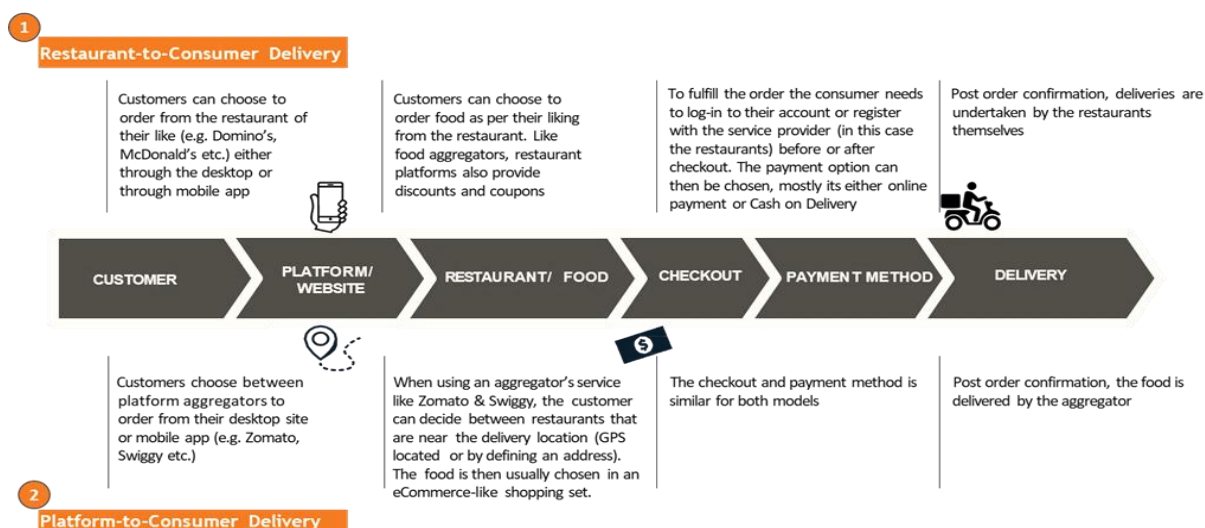 1
Restaurant-to-Consumer Delivery
Customers can choose to
order from the restaurant of
their like (e.g. Domino's,
McDonald's etc.) either
through the desktop or
through mobile app
Customers can choose to
order food as per their liking
from the restaurant. Like
food aggregators, restaurant
platforms also provide
discounts and coupons
To fulfill the order the consumer needs
to log-in to their account or register
with the service provider (in this case
the restaurants) before or after
checkout. The payment option can
then be chosen, mostly its either online
payment or Cash on Delivery
Post order confirmation, deliveries are
undertaken by the restaurants
themselves
CUSTOMER
PLATFORM/
WEBSITE
RESTAURANT/ FOOD
CHECKOUT
PAYMENT METHOD
DELIVERY
$
Customers choose between
platform aggregators to
order from their desktop site
or mobile app (e.g. Zomato,
Swiggy etc.)
When using an aggregator's service
like Zomato & Swiggy, the customer
can decide between restaurants that
are near the delivery location (GPS
located or by defining an address).
The food is then usually chosen in an
eCommerce-like shopping set.
The checkout and payment method is
similar for both models
Post order confirmation, the food is
delivered by the aggregator
2
Platform-to-Consumer Delivery